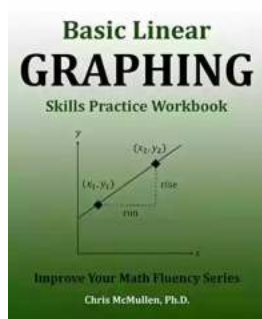 Basic Linear
GRAPHING
Skills Practice Workbook
y
(x₂, y₂)
(x₁, y₁)
rise
run
x
Improve Your Math Fluency Series
Chris McMullen, Ph.D.